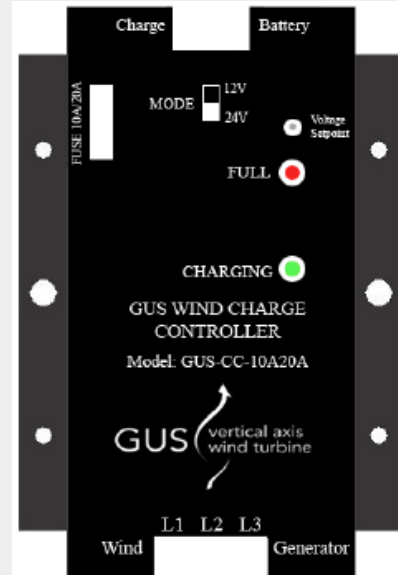 Charge Battery
FUSE 10A/20A
MODE
12V
24V
Voltage
Setpoint
FULL
CHARGING
GUS WIND CHARGE
CONTROLLER
Model: GUS-CC-10A20A
GUS
vertical axis
wind turbine
L1 L2 L3
Wind Generator